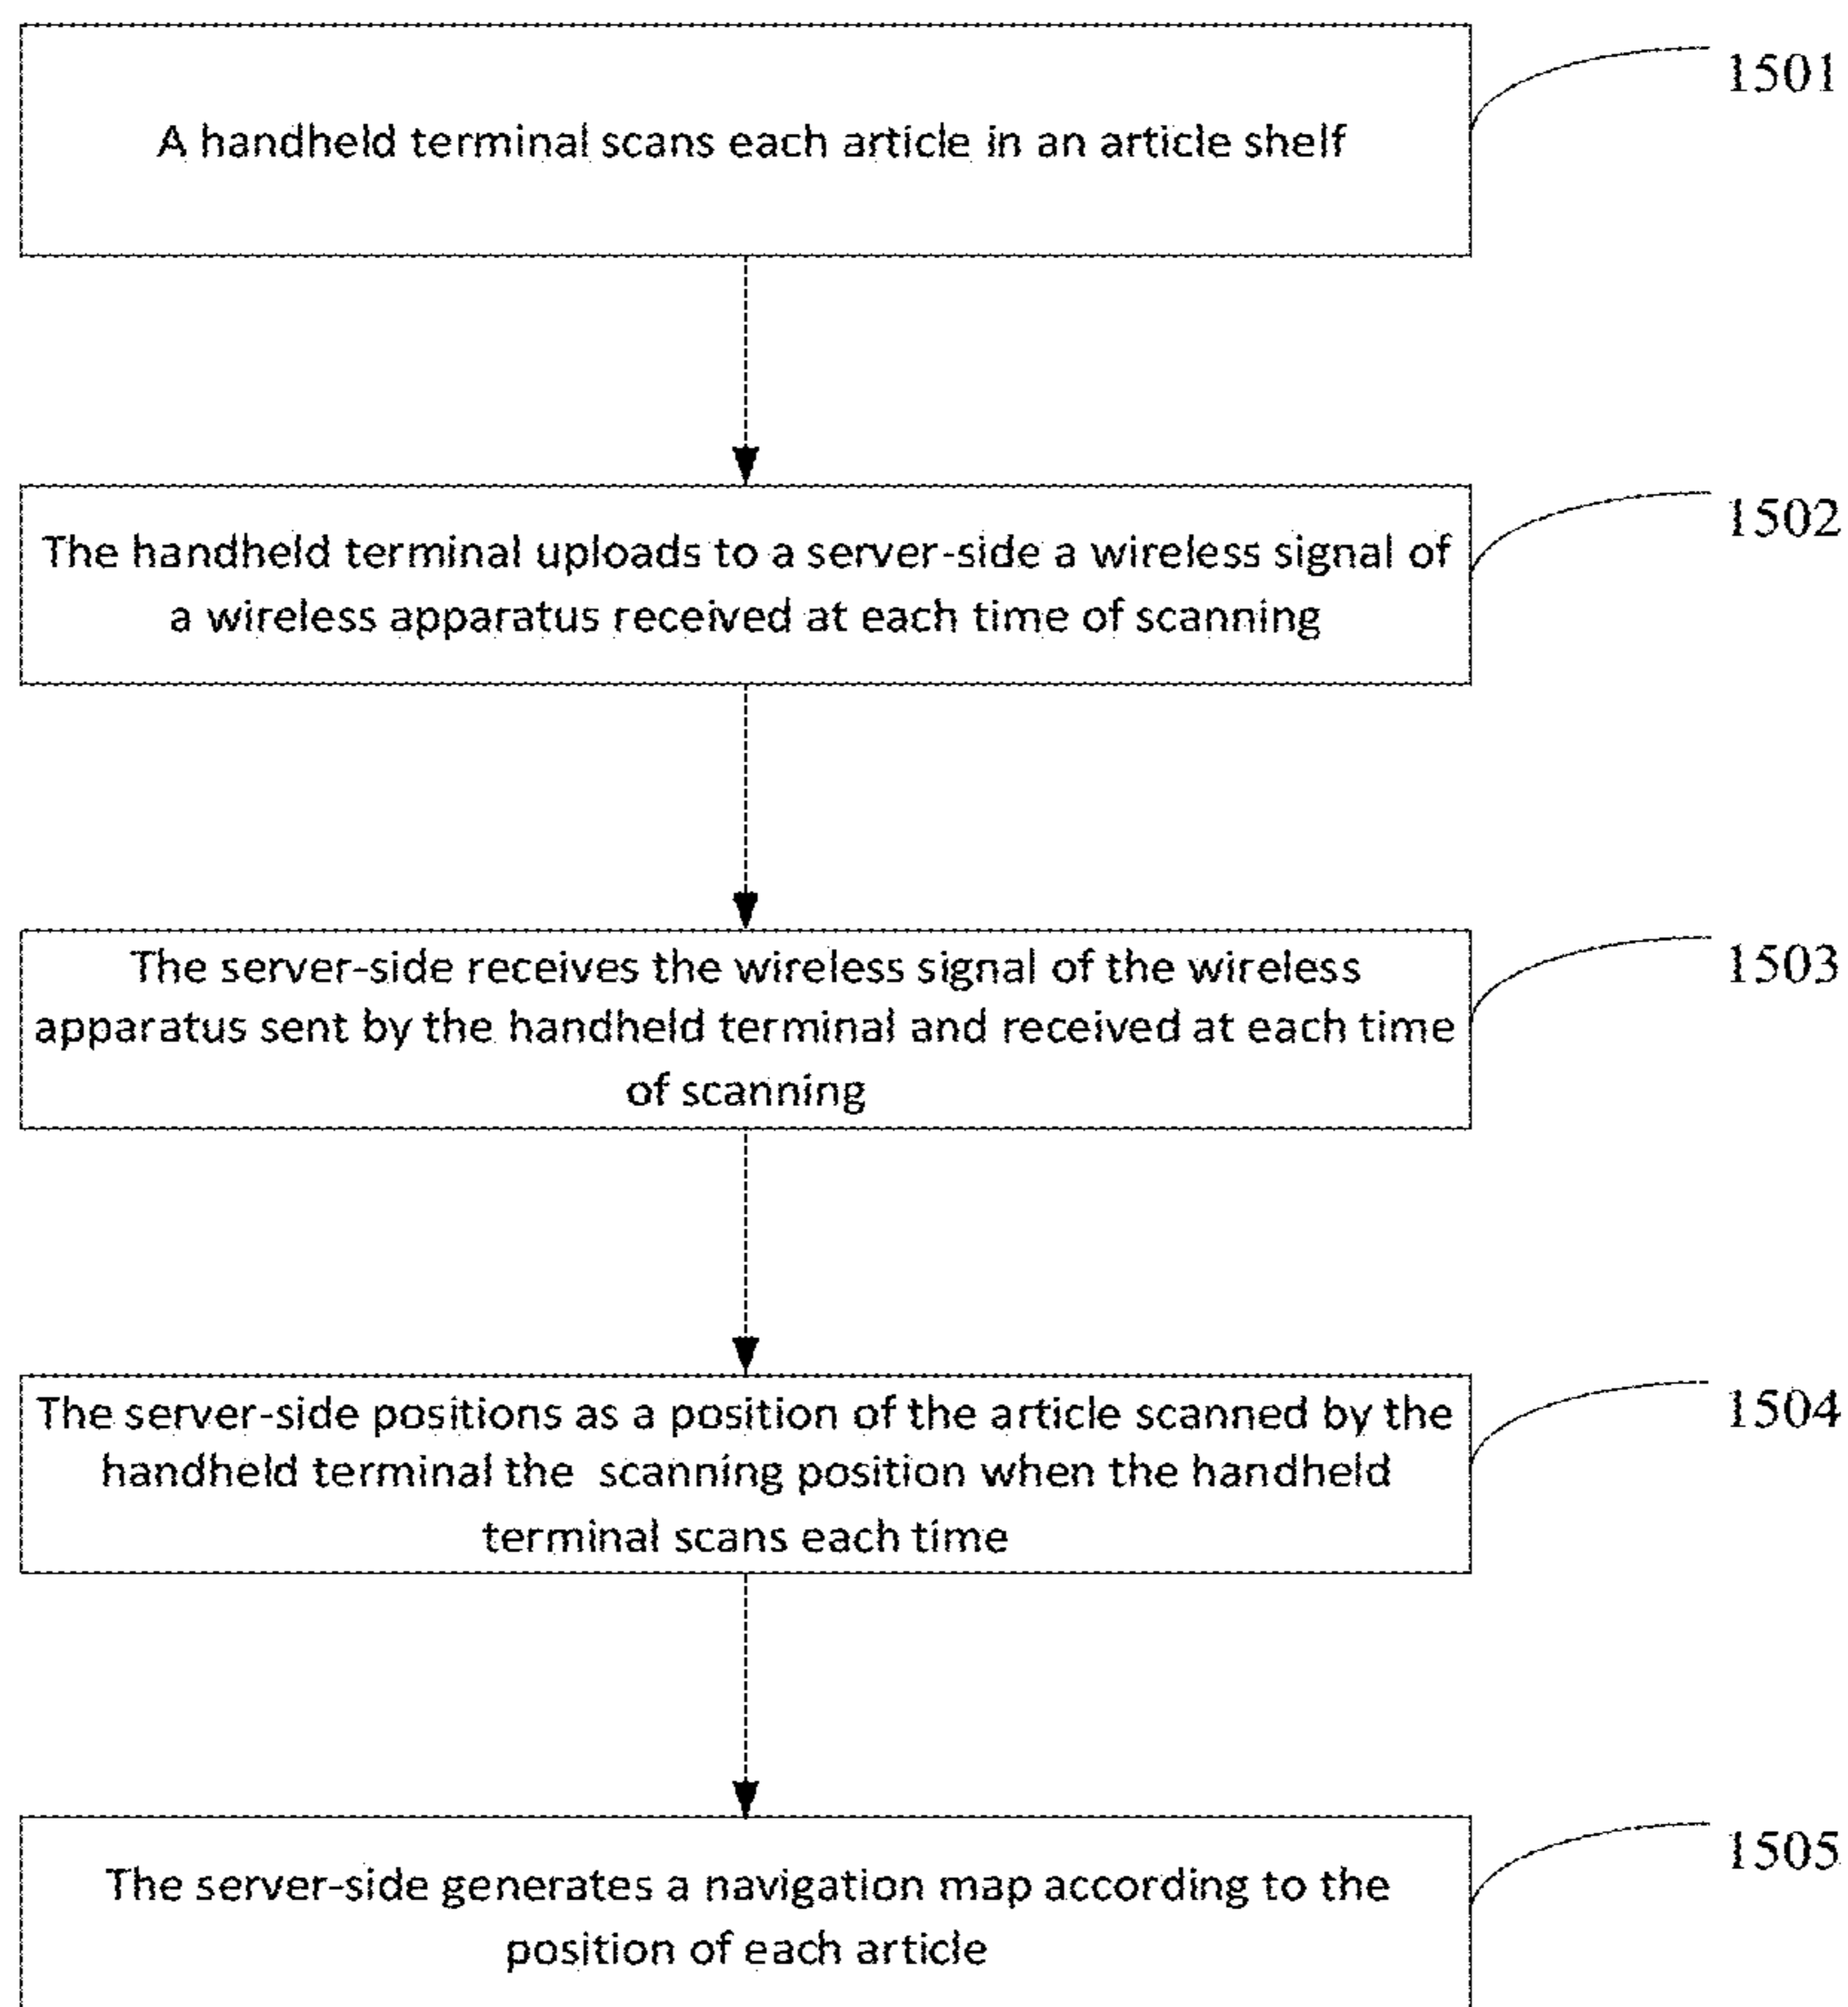 A handheld terminal scans each article in an article shelf
1501
The handheld terminal uploads to a server-side a wireless signal of
a wireless apparatus received at each time of scanning
1502
The server-side receives the wireless signal of the wireless
apparatus sent by the handheld terminal and received at each time
of scanning
1503
The server-side positions as a position of the article scanned by the
handheld terminal the scanning position when the handheld
terminal scans each time
1504
The server-side generates a navigation map according to the
position of each article
1505